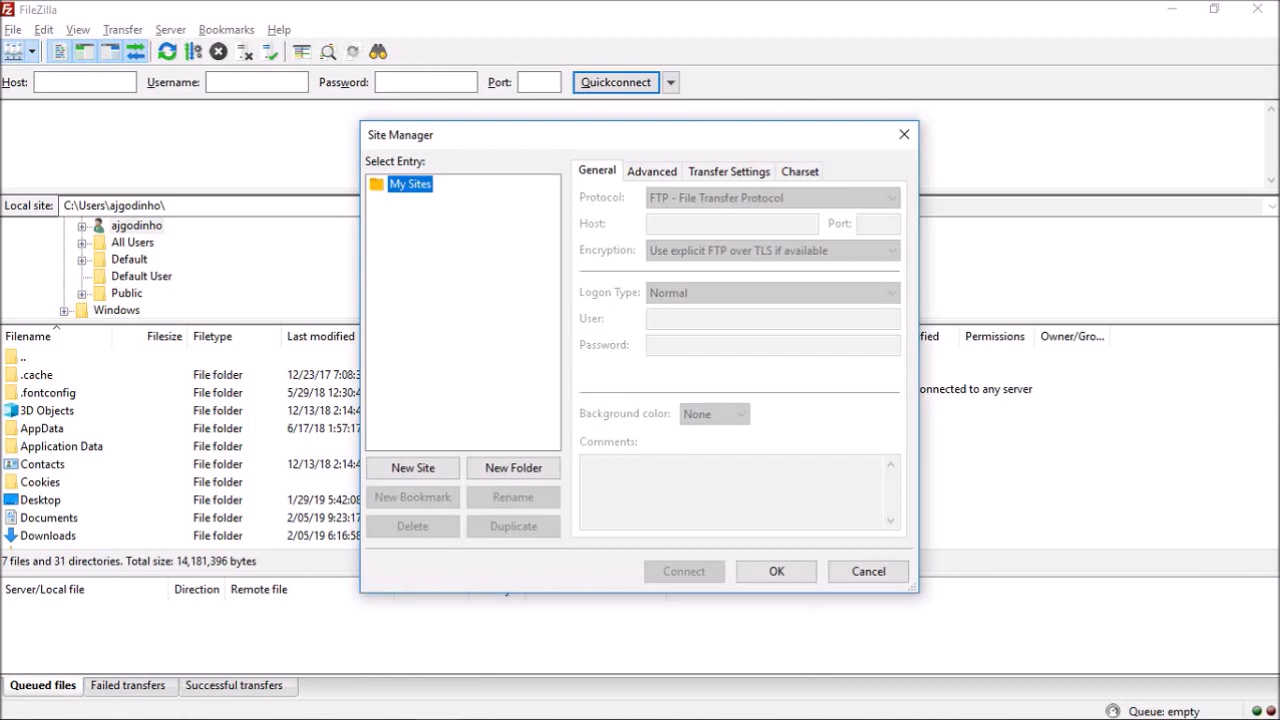 FileZilla
File Edit View Transfer Server Bookmarks Help
Host: Username: Password: Port: Quickconnect
Site Manager
Select Entry:
My Sites
New Site New Folder
New Bookmark Rename
Delete Duplicate
General Advanced Transfer Settings Charset
Protocol: FTP - File Transfer Protocol
Host: Port:
Encryption: Use explicit FTP over TLS if available
Logon Type: Normal
User:
Password:
Background color: None
Comments:
Connect OK Cancel
Local site: C:\Users\ajgodinho\
ajgodinho
All Users
Default
Default User
Public
Windows
Filename Filesize Filetype Last modified
..
.cache File folder 12/23/17 7:08:3
.fontconfig File folder 5/29/18 12:30:4
3D Objects File folder 12/13/18 2:14:4
AppData File folder 6/17/18 1:57:17
Application Data File folder
Contacts File folder 12/13/18 2:14:4
Cookies File folder
Desktop File folder 1/29/19 5:42:08
Documents File folder 2/05/19 9:23:17
Downloads File folder 2/05/19 6:16:58
7 files and 31 directories. Total size: 14,181,396 bytes
fied Permissions Owner/Gro...
onnected to any server
Server/Local file Direction Remote file
Queued files Failed transfers Successful transfers
Queue: empty